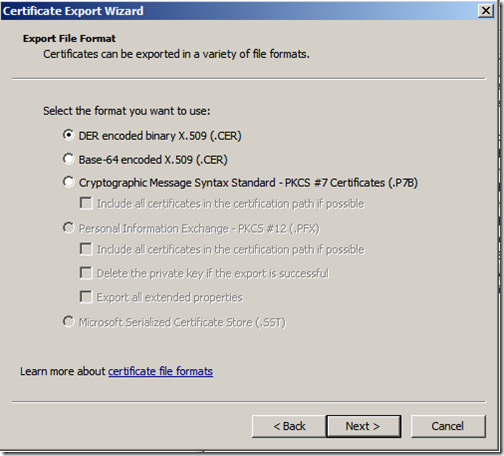 Certificate Export Wizard
Export File Format
Certificates can be exported in a variety of file formats.
Select the format you want to use:
DER encoded binary X.509 (.CER)
Base-64 encoded X.509 (.CER)
Cryptographic Message Syntax Standard - PKCS #7 Certificates (.P7B)
Include all certificates in the certification path if possible
Personal Information Exchange - PKCS #12 (.PFX)
Include all certificates in the certification path if possible
Delete the private key if the export is successful
Export all extended properties
Microsoft Serialized Certificate Store (.SST)
Learn more about certificate file formats
< Back Next > Cancel